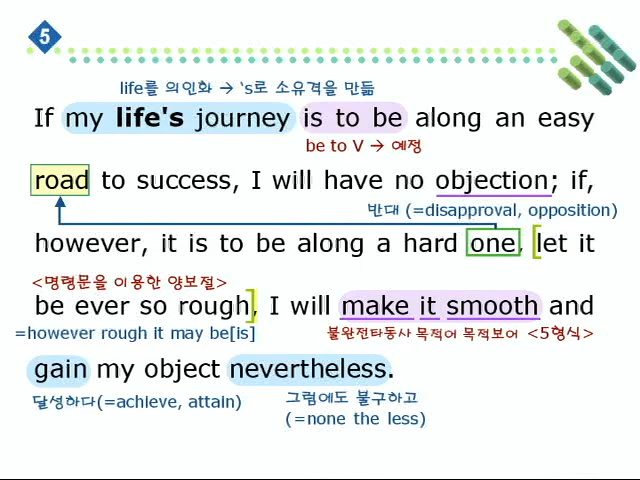 5
life를 의인화 → 's로 소유격을 만듦
If my life's journey is to be along an easy
be to V → 예정
road to success, I will have no objection; if,
반대 (=disapproval, opposition)
however, it is to be along a hard one, [let it
<명령문을 이용한 양보절>
be ever so rough], I will make it smooth and
=however rough it may be[is]
불완전타동사 목적어 목적보어 <5형식>
gain my object nevertheless.
달성하다(=achieve, attain)
그럼에도 불구하고
(=none the less)